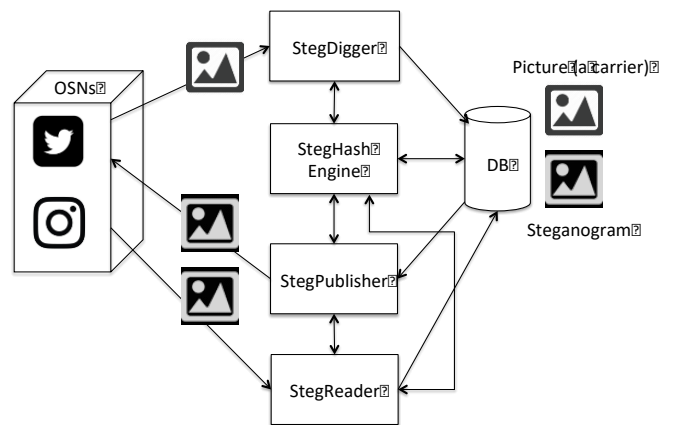 OSNs⍰
StegDigger⍰
Picture⍰(a⍰carrier)⍰
StegHash⍰
Engine⍰
DB⍰
Steganogram⍰
StegPublisher⍰
StegReader⍰